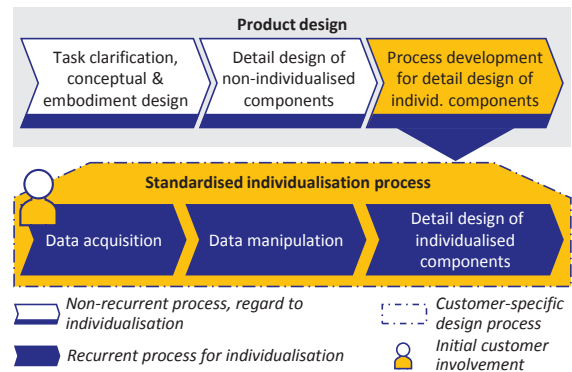 Product design
Task clarification,
conceptual &
embodiment design
Detail design of
non-individualised
components
Process development
for detail design of
individ. components
Standardised individualisation process
Data acquisition
Data manipulation
Detail design of
individualised
components
Non-recurrent process, regard to
individualisation
Recurrent process for individualisation
Customer-specific
design process
Initial customer
involvement